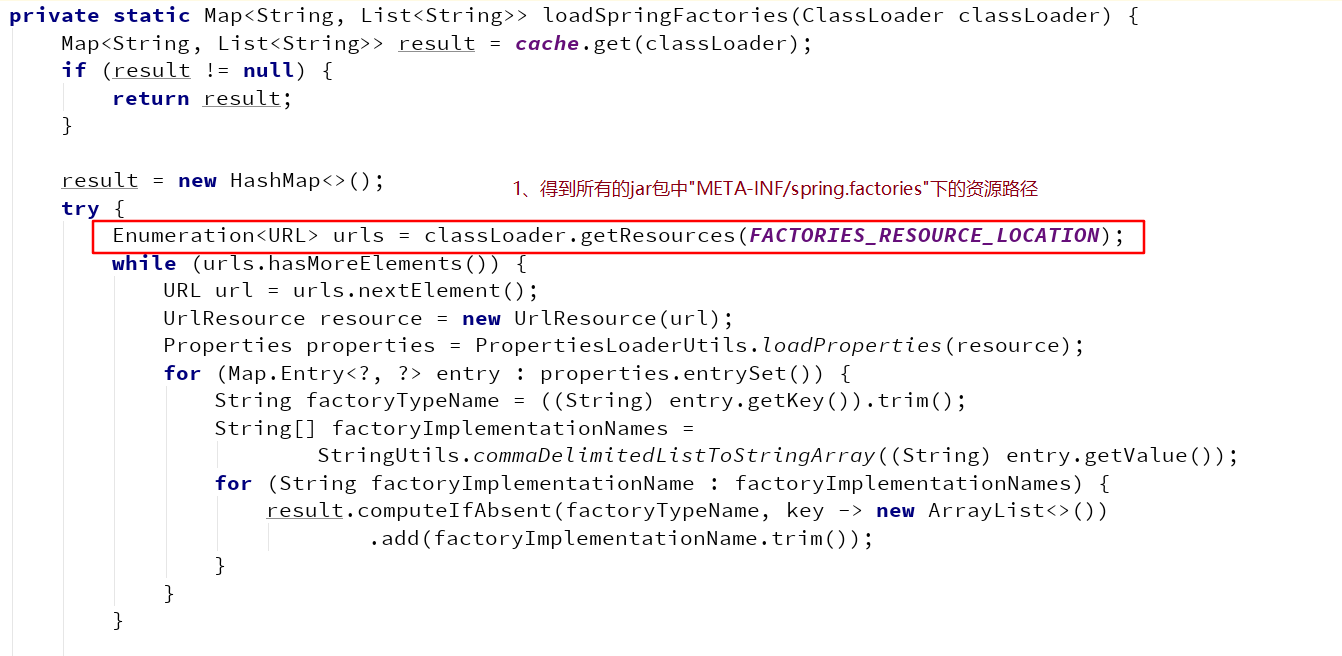 private static Map<String, List<String>> loadSpringFactories(ClassLoader classLoader) {
    Map<String, List<String>> result = cache.get(classLoader);
    if (result != null) {
        return result;
    }
    result = new HashMap<>();
1、得到所有的jar包中"META-INF/spring.factories"下的资源路径
    try {
        Enumeration<URL> urls = classLoader.getResources(FACTORIES_RESOURCE_LOCATION);
        while (urls.hasMoreElements()) {
            URL url = urls.nextElement();
            UrlResource resource = new UrlResource(url);
            Properties properties = PropertiesLoaderUtils.loadProperties(resource);
            for (Map.Entry<?, ?> entry : properties.entrySet()) {
                String factoryTypeName = ((String) entry.getKey()).trim();
                String[] factoryImplementationNames =
                        StringUtils.commaDelimitedListToStringArray((String) entry.getValue());
                for (String factoryImplementationName : factoryImplementationNames) {
                    result.computeIfAbsent(factoryTypeName, key -> new ArrayList<>())
                            .add(factoryImplementationName.trim());
                }
            }
        }